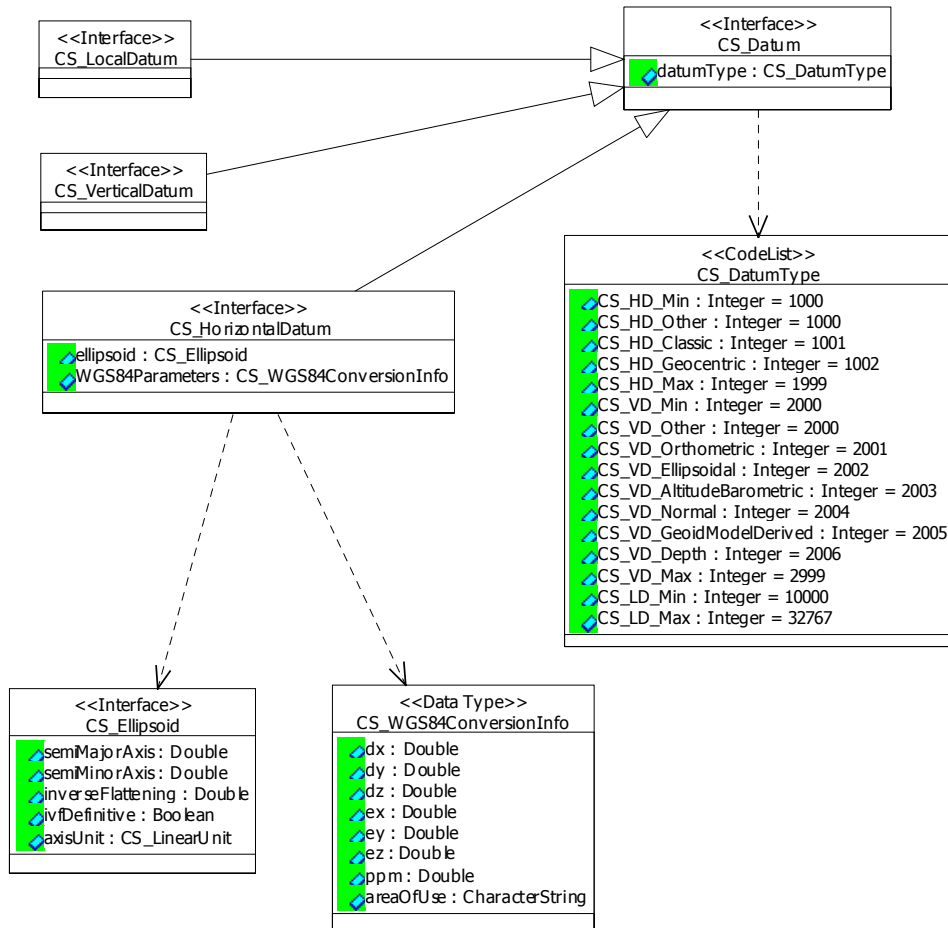 <<Interface>>
CS_LocalDatum
<<Interface>>
CS_Datum
datumType : CS_DatumType
<<Interface>>
CS_VerticalDatum
<<CodeList>>
CS_DatumType
CS_HD_Min : Integer = 1000
CS_HD_Other : Integer = 1000
CS_HD_Classic : Integer = 1001
CS_HD_Geocentric : Integer = 1002
CS_HD_Max : Integer = 1999
CS_VD_Min : Integer = 2000
CS_VD_Other : Integer = 2000
CS_VD_Orthometric : Integer = 2001
CS_VD_Ellipsoidal : Integer = 2002
CS_VD_AltitudeBarometric : Integer = 2003
CS_VD_Normal : Integer = 2004
CS_VD_GeoidModelDerived : Integer = 2005
CS_VD_Depth : Integer = 2006
CS_VD_Max : Integer = 2999
CS_LD_Min : Integer = 10000
CS_LD_Max : Integer = 32767
<<Interface>>
CS_HorizontalDatum
ellipsoid : CS_Ellipsoid
WGS84Parameters : CS_WGS84ConversionInfo
<<Interface>>
CS_Ellipsoid
semiMajorAxis : Double
semiMinorAxis : Double
inverseFlattening : Double
ivfDefinitive : Boolean
axisUnit : CS_LinearUnit
<<Data Type>>
CS_WGS84ConversionInfo
dx : Double
dy : Double
dz : Double
ex : Double
ey : Double
ez : Double
ppm : Double
areaOfUse : CharacterString